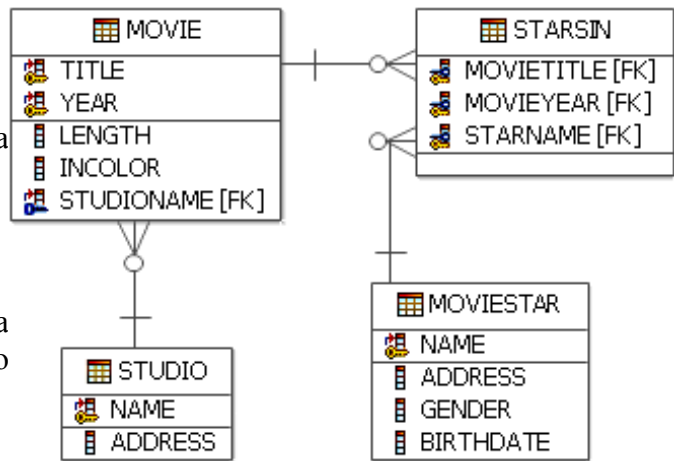 MOVIE
TITLE
YEAR
LENGTH
INCOLOR
STUDIONAME [FK]
STARSIN
MOVIETITLE [FK]
MOVIEYEAR [FK]
STARNAME [FK]
a
a
o
STUDIO
NAME
ADDRESS
MOVIESTAR
NAME
ADDRESS
GENDER
BIRTHDATE